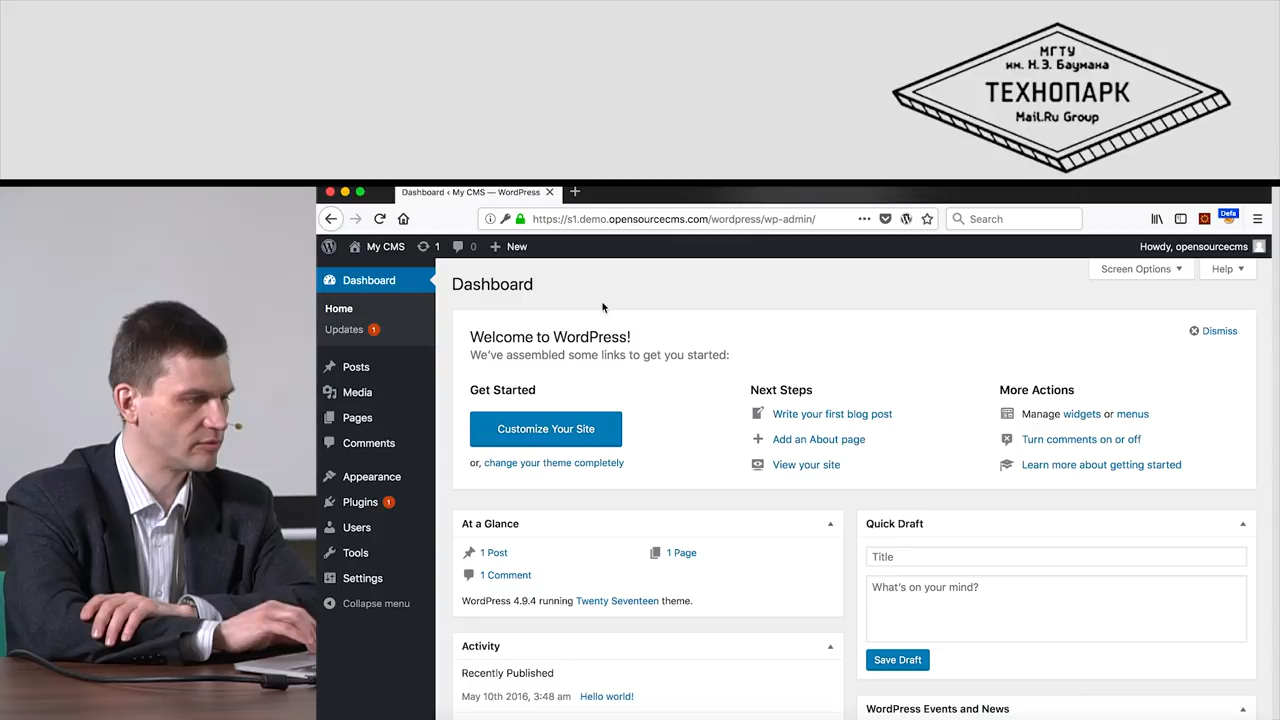 МГТУ
им. Н.Э. Баумана
ТЕХНОПАРК
Mail.Ru Group
Dashboard ‹ My CMS — WordPress
https://s1.demo.opensourcecms.com/wordpress/wp-admin/
Search
Defa
My CMS 1 0 New
Howdy, opensourcecms
Dashboard
Home
Updates 1
Posts
Media
Pages
Comments
Appearance
Plugins 1
Users
Tools
Settings
Collapse menu
Screen Options
Help
Dashboard
Welcome to WordPress!
We've assembled some links to get you started:
Dismiss
Get Started
Customize Your Site
or, change your theme completely
Next Steps
Write your first blog post
Add an About page
View your site
More Actions
Manage widgets or menus
Turn comments on or off
Learn more about getting started
At a Glance
1 Post
1 Page
1 Comment
WordPress 4.9.4 running Twenty Seventeen theme.
Activity
Recently Published
May 10th 2016, 3:48 am Hello world!
Quick Draft
Title
What's on your mind?
Save Draft
WordPress Events and News